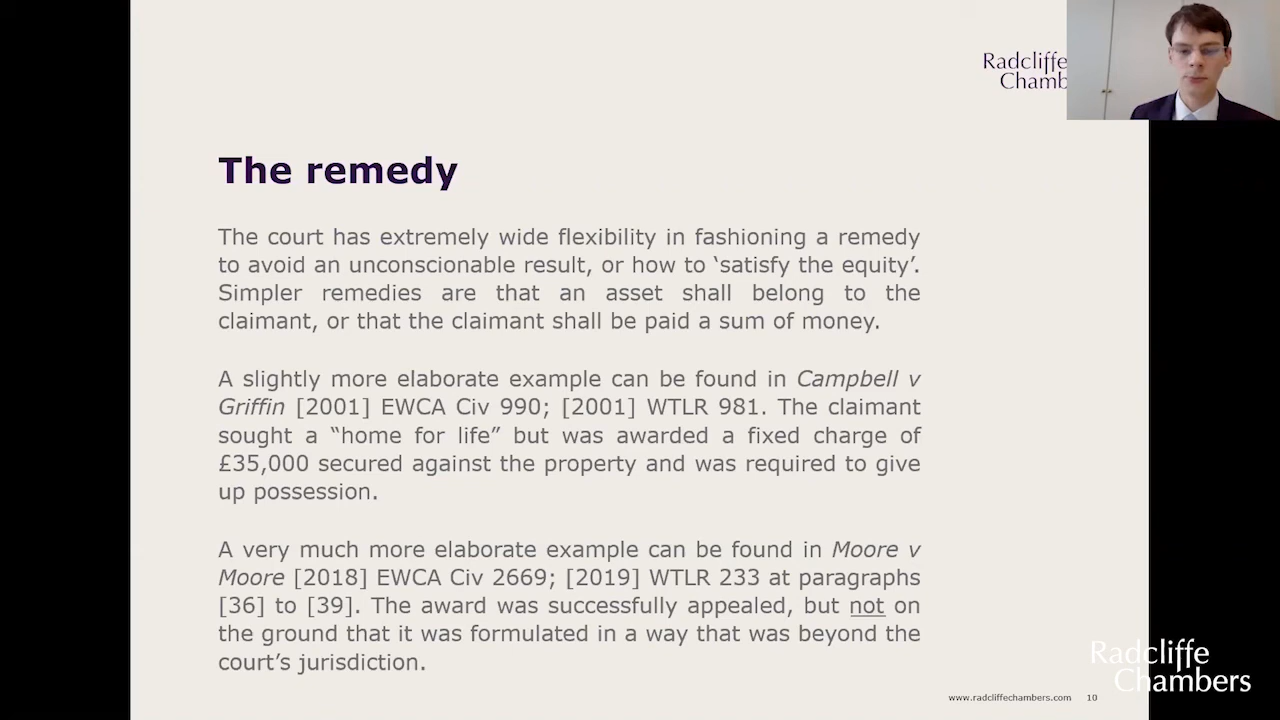 Radcliffe
Chamb
The remedy
The court has extremely wide flexibility in fashioning a remedy
to avoid an unconscionable result, or how to ‘satisfy the equity’.
Simpler remedies are that an asset shall belong to the
claimant, or that the claimant shall be paid a sum of money.
A slightly more elaborate example can be found in Campbell v
Griffin [2001] EWCA Civ 990; [2001] WTLR 981. The claimant
sought a “home for life” but was awarded a fixed charge of
£35,000 secured against the property and was required to give
up possession.
A very much more elaborate example can be found in Moore v
Moore [2018] EWCA Civ 2669; [2019] WTLR 233 at paragraphs
[36] to [39]. The award was successfully appealed, but not on
the ground that it was formulated in a way that was beyond the
court’s jurisdiction.
Radcliffe
Chambers
www.radcliffechambers.com 10